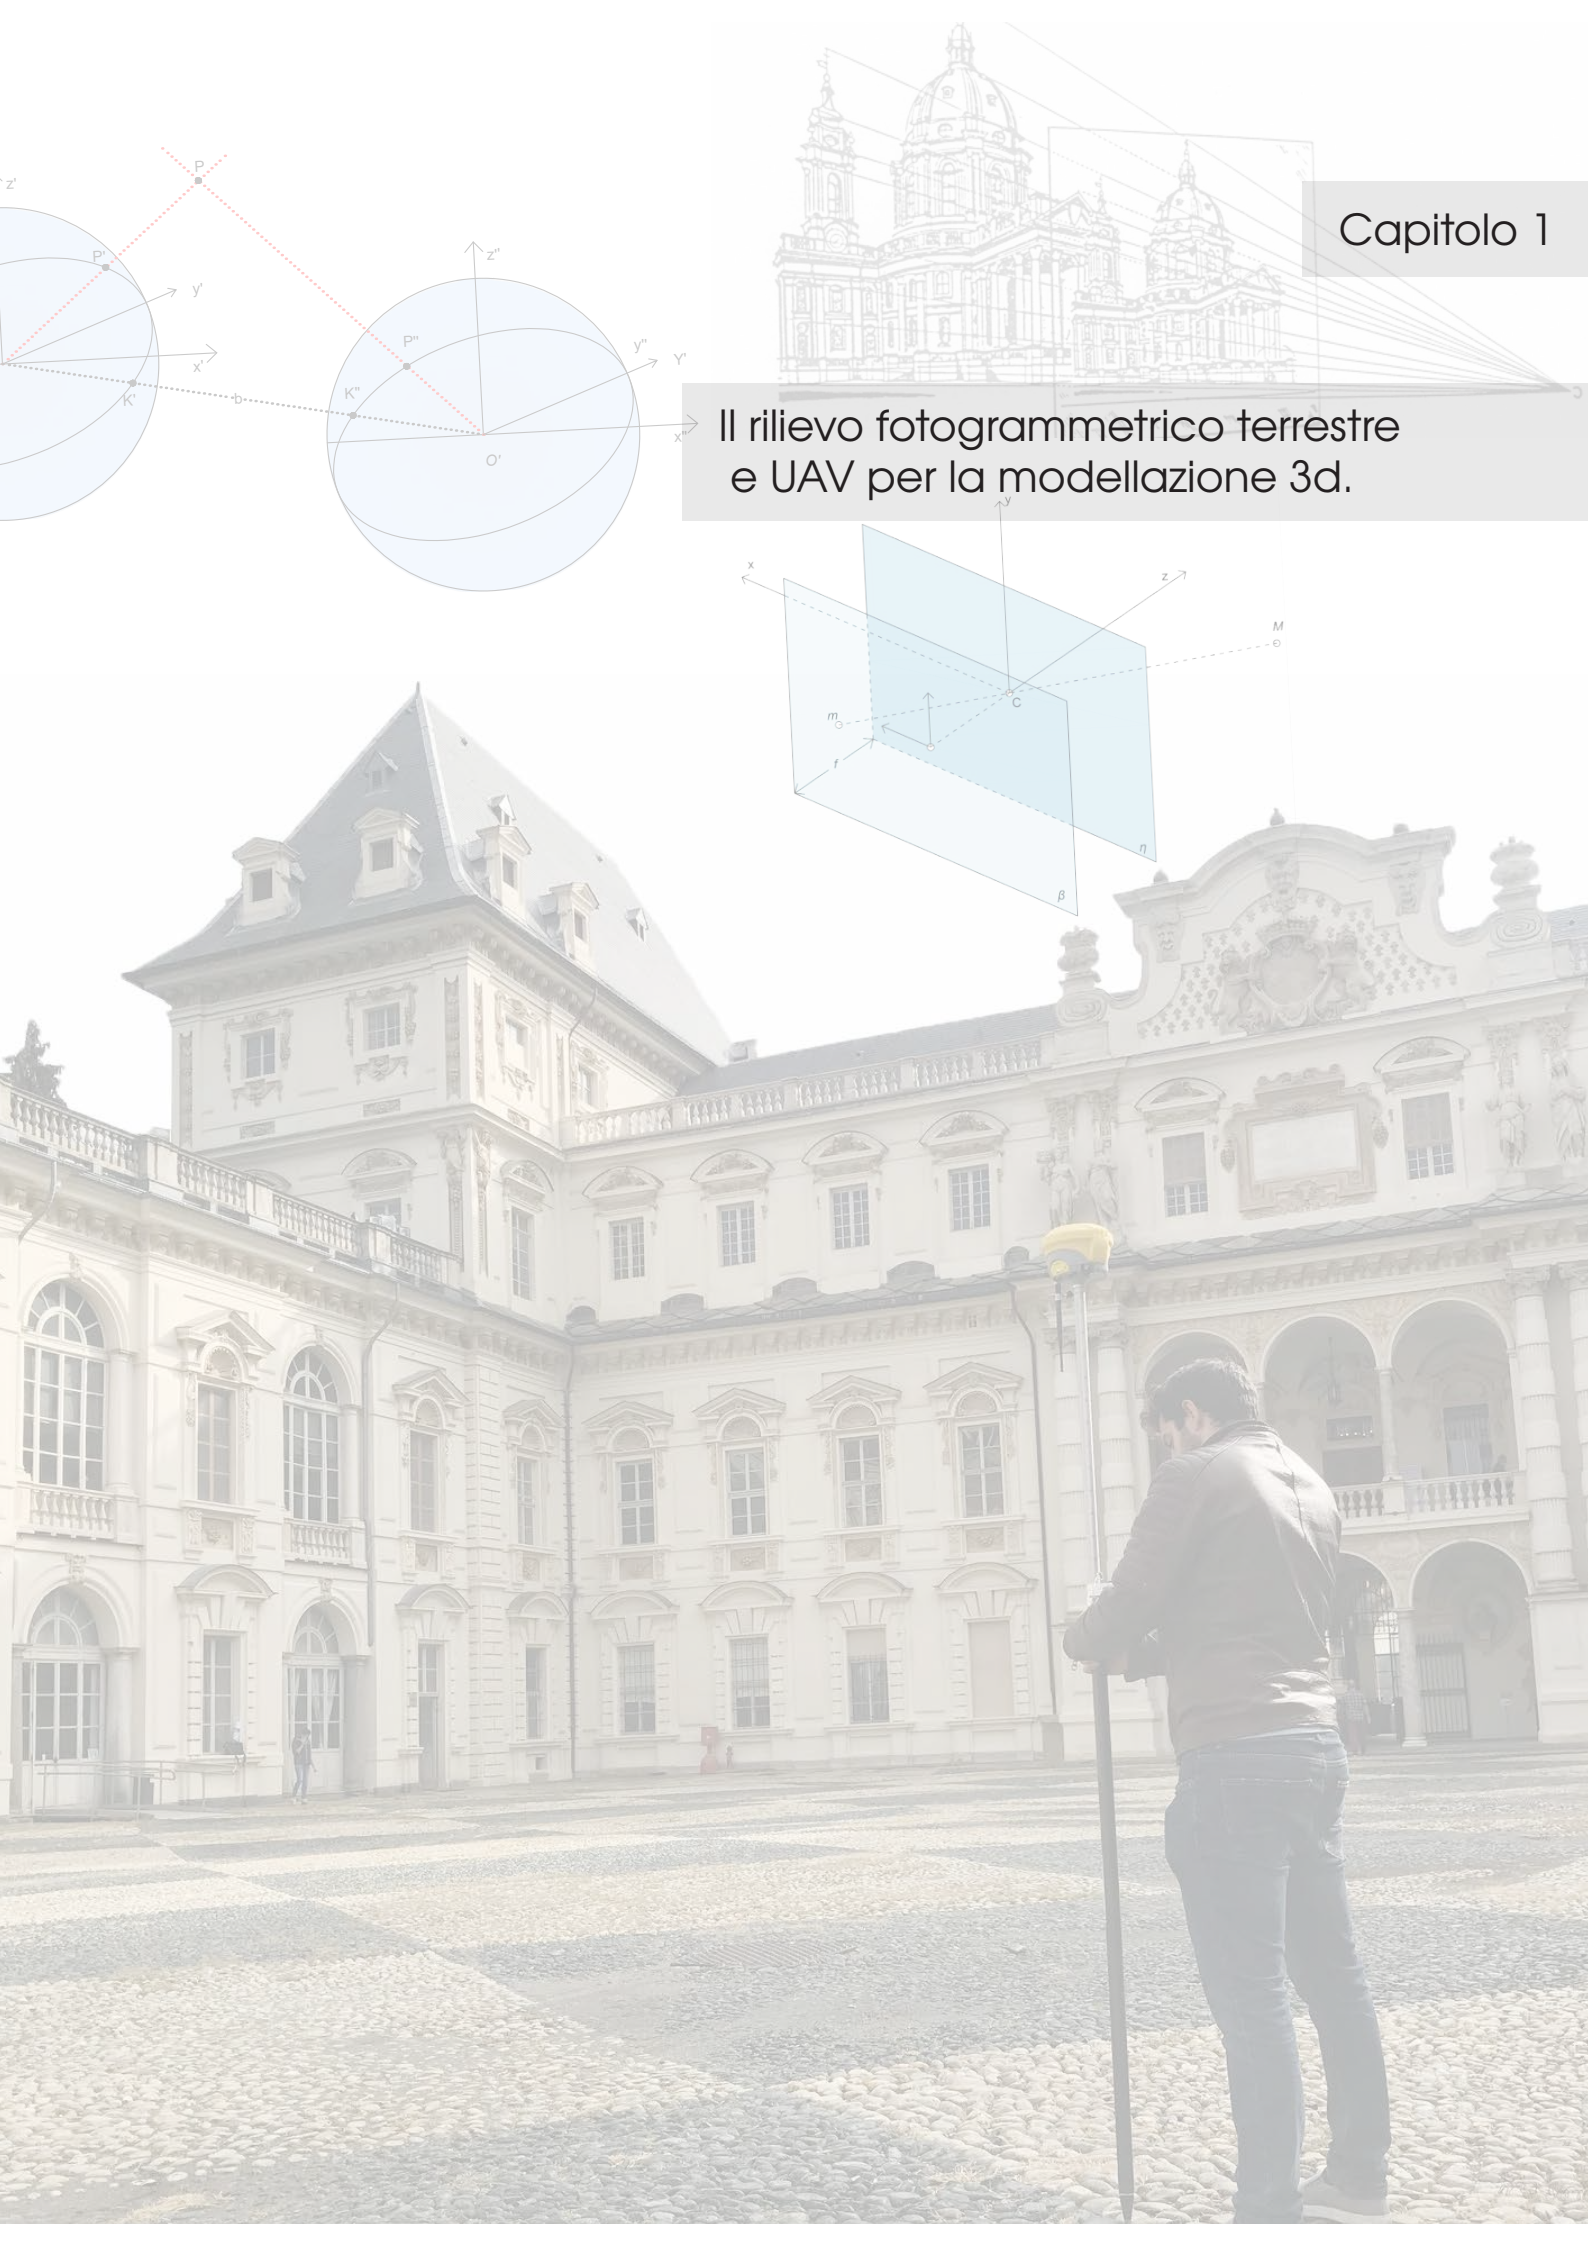 Capitolo 1
Il rilievo fotogrammetrico terrestre
e UAV per la modellazione 3d.
P
z'
P'
y'
x'
K'
b
z"
P"
K"
y"
Y'
x"
O'
y
x
z
M
m
C
f
η
β